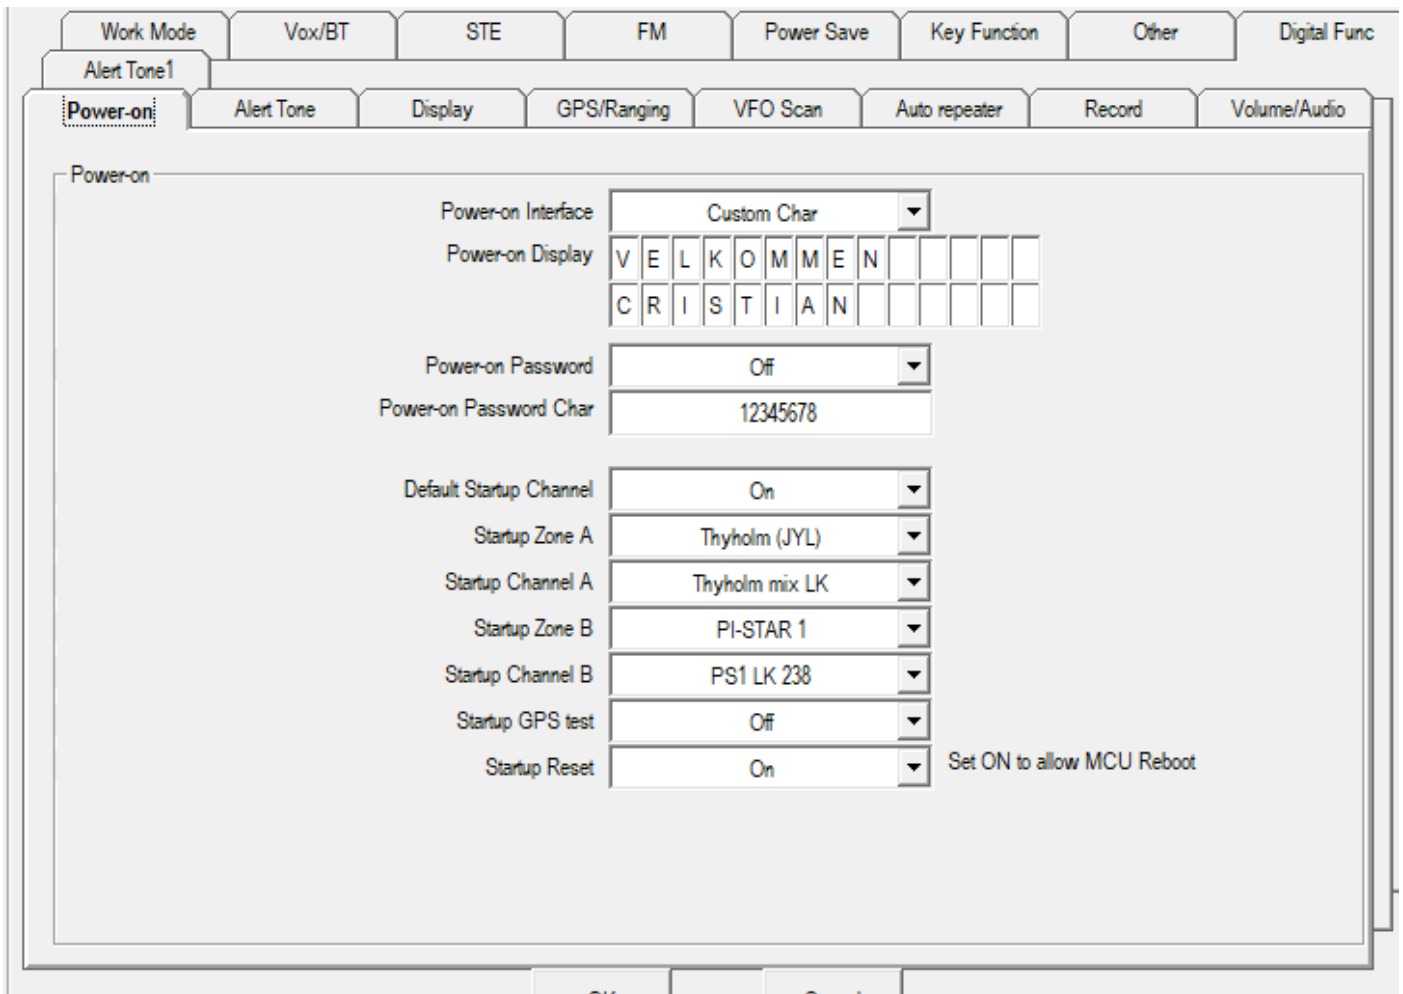 Work Mode Vox/BT STE FM Power Save Key Function Other Digital Func
Alert Tone1
Power-on Alert Tone Display GPS/Ranging VFO Scan Auto repeater Record Volume/Audio
Power-on
Power-on Interface Custom Char
Power-on Display VELKOMMEN
CRISTIAN
Power-on Password Off
Power-on Password Char 12345678
Default Startup Channel On
Startup Zone A Thyholm (JYL)
Startup Channel A Thyholm mix LK
Startup Zone B PI-STAR 1
Startup Channel B PS1 LK 238
Startup GPS test Off
Startup Reset On Set ON to allow MCU Reboot